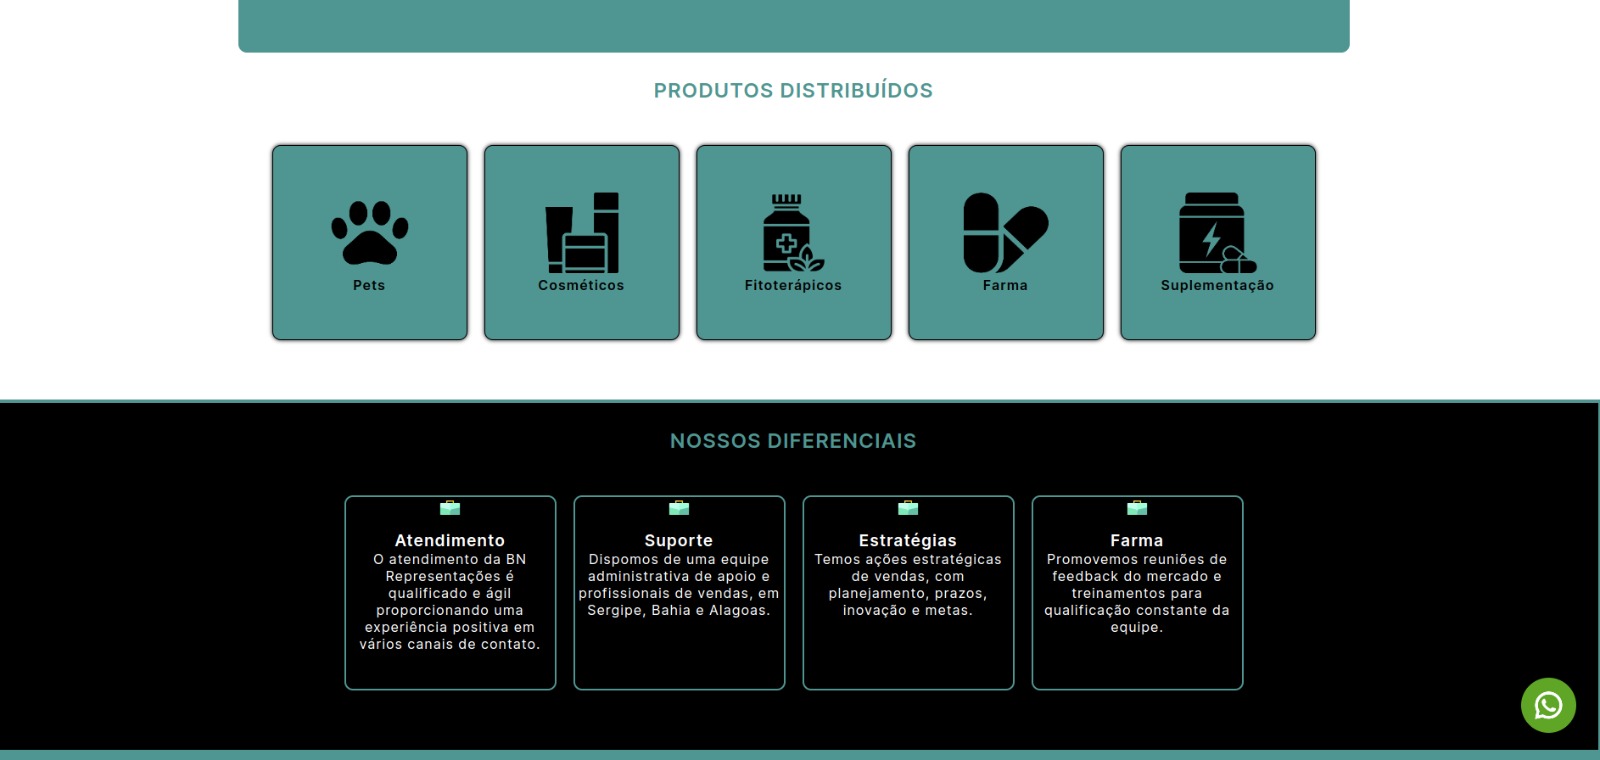 PRODUTOS DISTRIBUÍDOS
Pets
Cosméticos
Fitoterápicos
Farma
Suplementação
NOSSOS DIFERENCIAIS
Atendimento
O atendimento da BN
Representações é
qualificado e ágil
proporcionando uma
experiência positiva em
vários canais de contato.
Suporte
Dispomos de uma equipe
administrativa de apoio e
profissionais de vendas, em
Sergipe, Bahia e Alagoas.
Estratégias
Temos ações estratégicas
de vendas, com
planejamento, prazos,
inovação e metas.
Farma
Promovemos reuniões de
feedback do mercado e
treinamentos para
qualificação constante da
equipe.